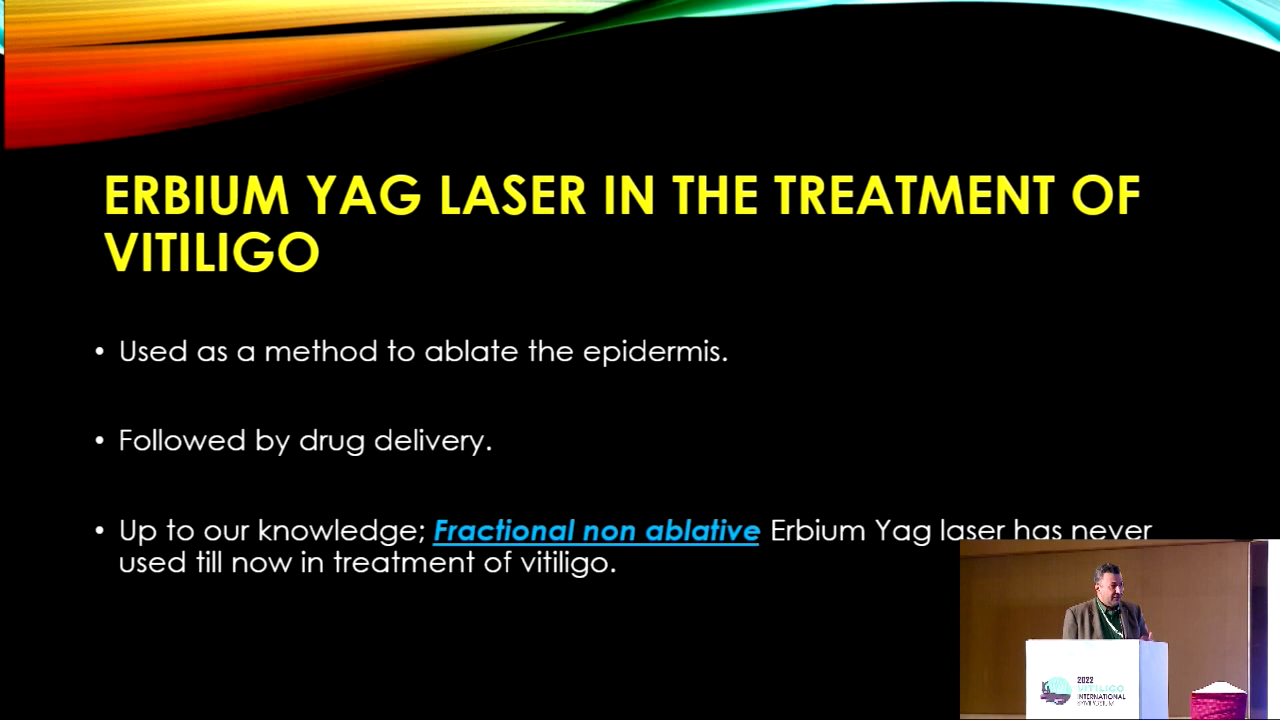 ERBIUM YAG LASER IN THE TREATMENT OF
VITILIGO
• Used as a method to ablate the epidermis.
• Followed by drug delivery.
• Up to our knowledge; Fractional non ablative Erbium Yag laser has never
used till now in treatment of vitiligo.
2022
VITILIGO
INTERNATIONAL
SYMPOSIUM